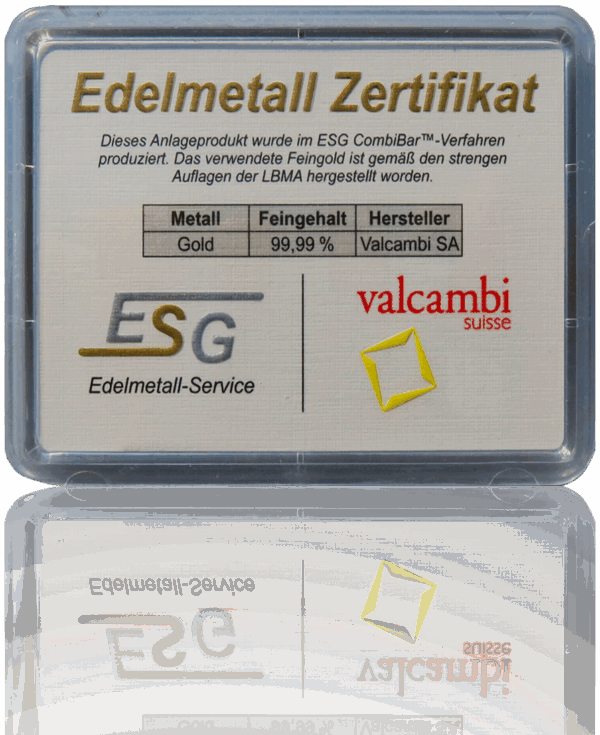 Edelmetall Zertifikat
Dieses Anlageprodukt wurde im ESG CombiBar™-Verfahren
produziert. Das verwendete Feingold ist gemäß den strengen
Auflagen der LBMA hergestellt worden.
Metall Feingehalt Hersteller
Gold 99,99 % Valcambi SA
ESG
Edelmetall-Service
valcambi
suisse